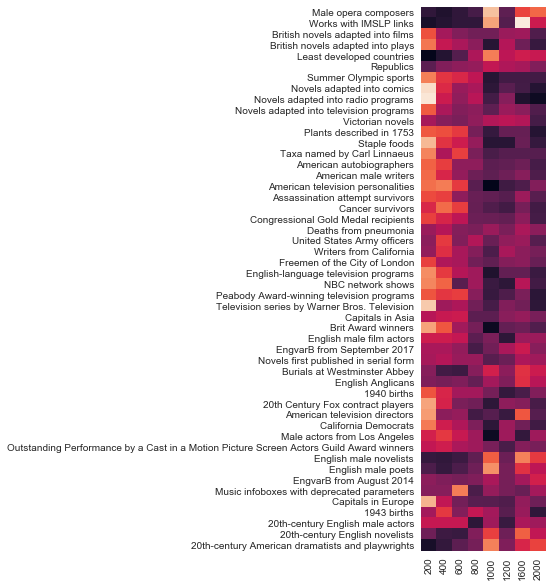 Male opera composers
Works with IMSLP links
British novels adapted into films
British novels adapted into plays
Least developed countries
Republics
Summer Olympic sports
Novels adapted into comics
Novels adapted into radio programs
Novels adapted into television programs
Victorian novels
Plants described in 1753
Staple foods
Taxa named by Carl Linnaeus
American autobiographers
American male writers
American television personalities
Assassination attempt survivors
Cancer survivors
Congressional Gold Medal recipients
Deaths from pneumonia
United States Army officers
Writers from California
Freemen of the City of London
English-language television programs
NBC network shows
Peabody Award-winning television programs
Television series by Warner Bros. Television
Capitals in Asia
Brit Award winners
English male film actors
EngvarB from September 2017
Novels first published in serial form
Burials at Westminster Abbey
English Anglicans
1940 births
20th Century Fox contract players
American television directors
California Democrats
Male actors from Los Angeles
Outstanding Performance by a Cast in a Motion Picture Screen Actors Guild Award winners
English male novelists
English male poets
EngvarB from August 2014
Music infoboxes with deprecated parameters
Capitals in Europe
1943 births
20th-century English male actors
20th-century English novelists
20th-century American dramatists and playwrights
200 400 600 800 1000 1200 1600 2000